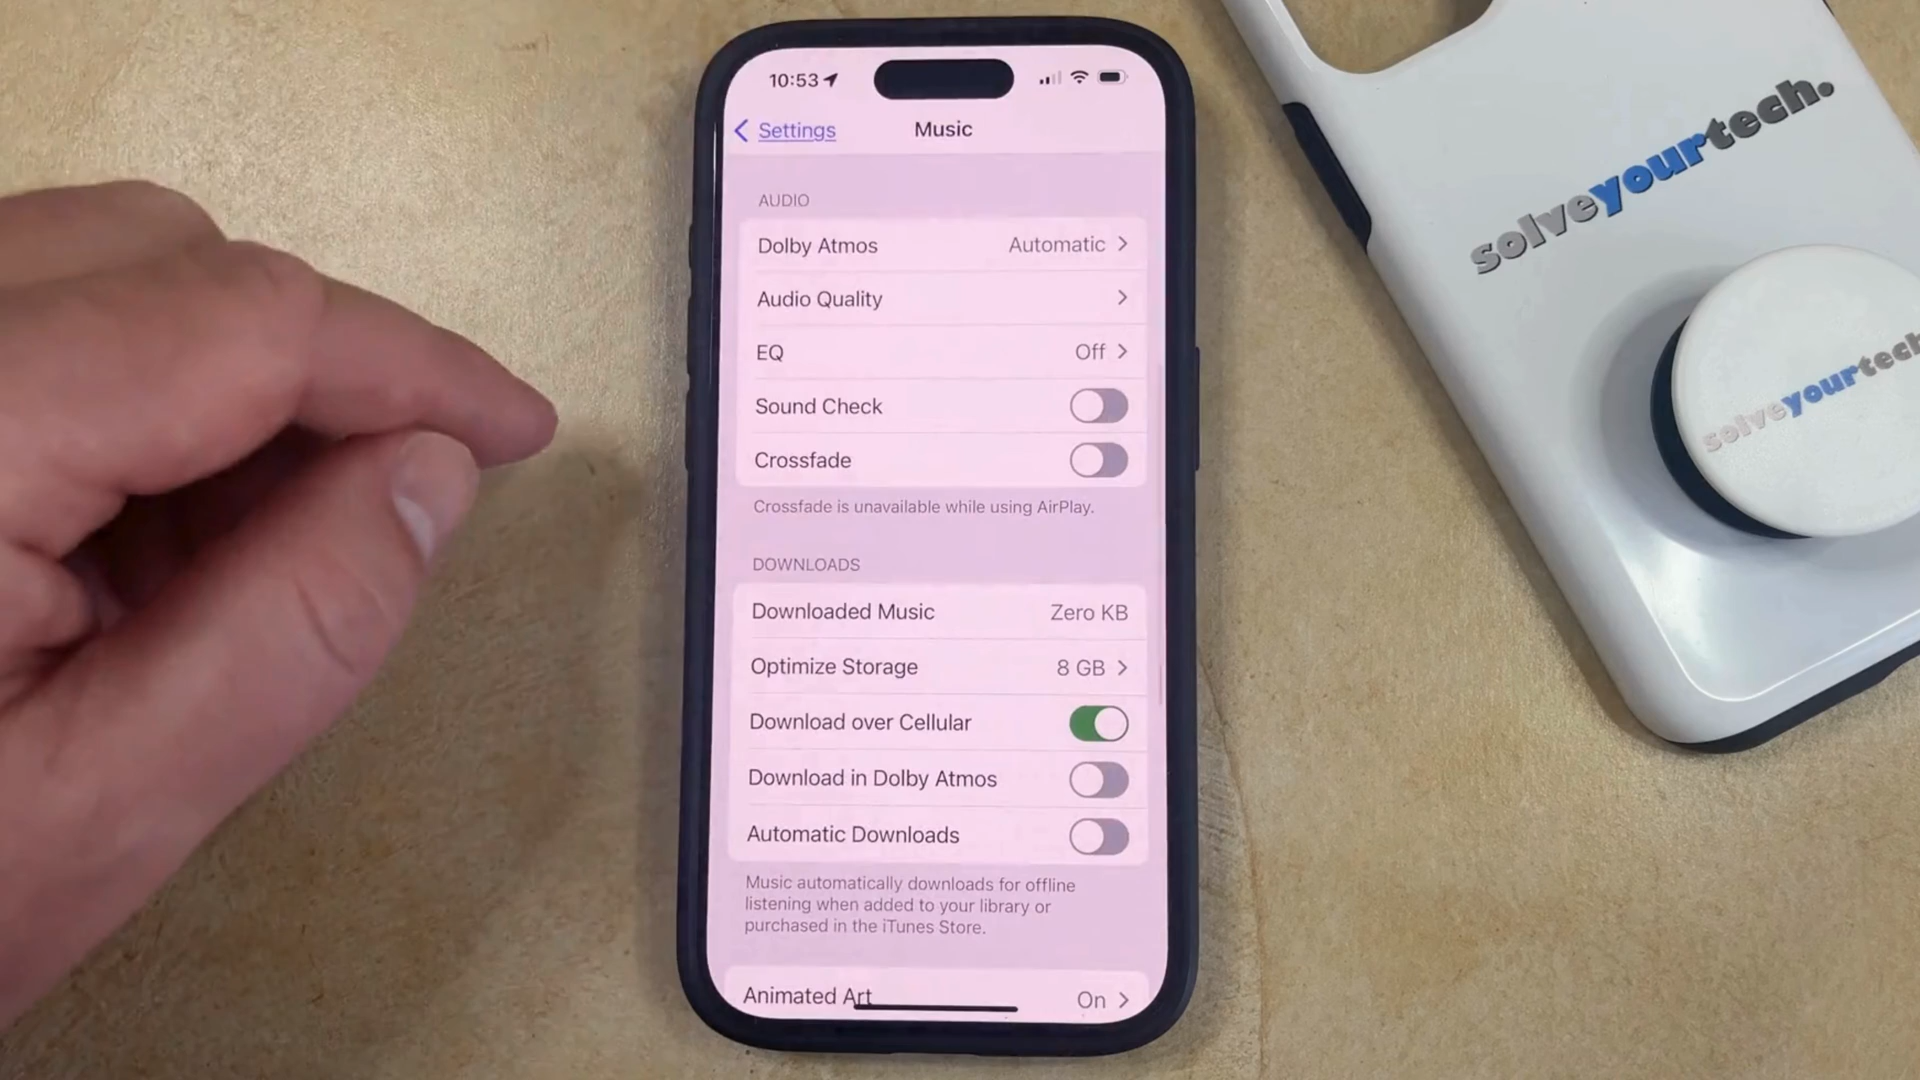 10:53
Settings
Music
AUDIO
Dolby Atmos Automatic
Audio Quality
EQ Off
Sound Check
Crossfade
Crossfade is unavailable while using AirPlay.
DOWNLOADS
Downloaded Music Zero KB
Optimize Storage 8 GB
Download over Cellular
Download in Dolby Atmos
Automatic Downloads
Music automatically downloads for offline
listening when added to your library or
purchased in the iTunes Store.
Animated Art On
solveyourtech.
solveyourtech